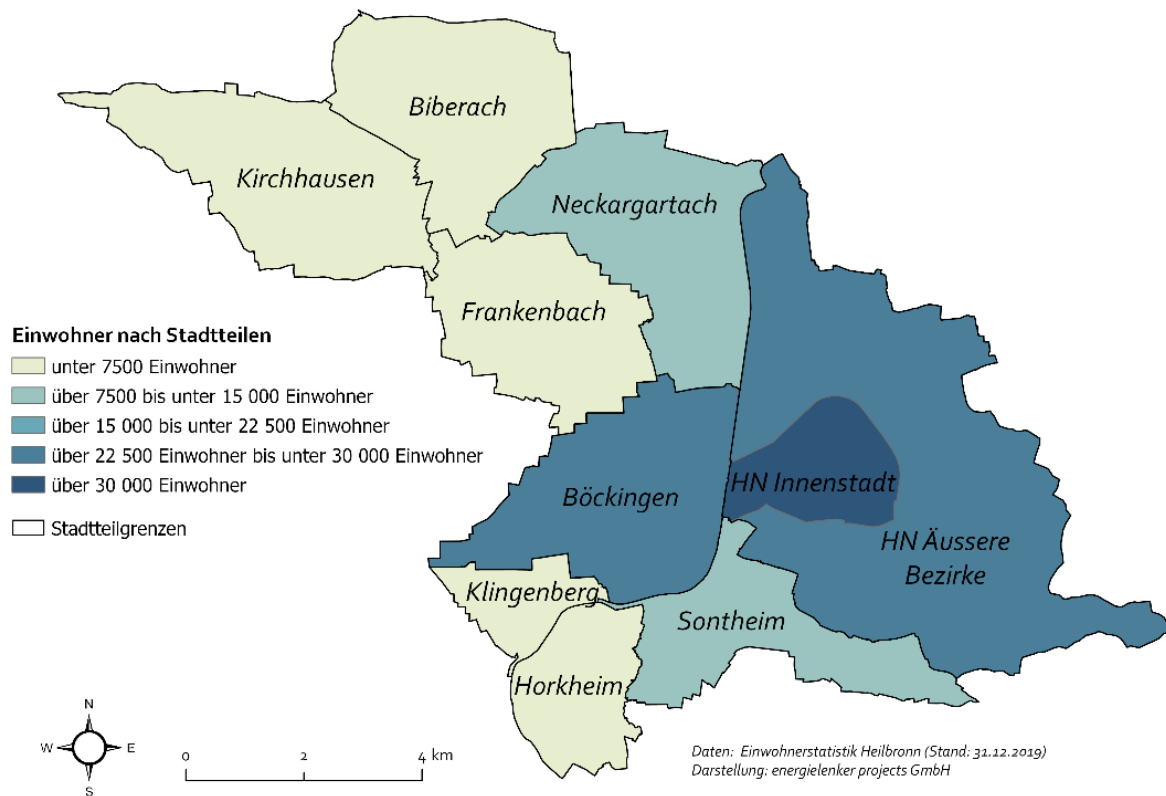 Biberach
Kirchhausen
Neckargartach
Frankenbach
Einwohner nach Stadtteilen
unter 7500 Einwohner
über 7500 bis unter 15 000 Einwohner
über 15 000 bis unter 22 500 Einwohner
über 22 500 Einwohner bis unter 30 000 Einwohner
über 30 000 Einwohner
Stadtteilgrenzen
HN Innenstadt
Böckingen
HN Äussere
Bezirke
Klingenberg
Sontheim
Horkheim
N
W
E
S
0
2
4 km
Daten: Einwohnerstatistik Heilbronn (Stand: 31.12.2019)
Darstellung: energielenker projects GmbH